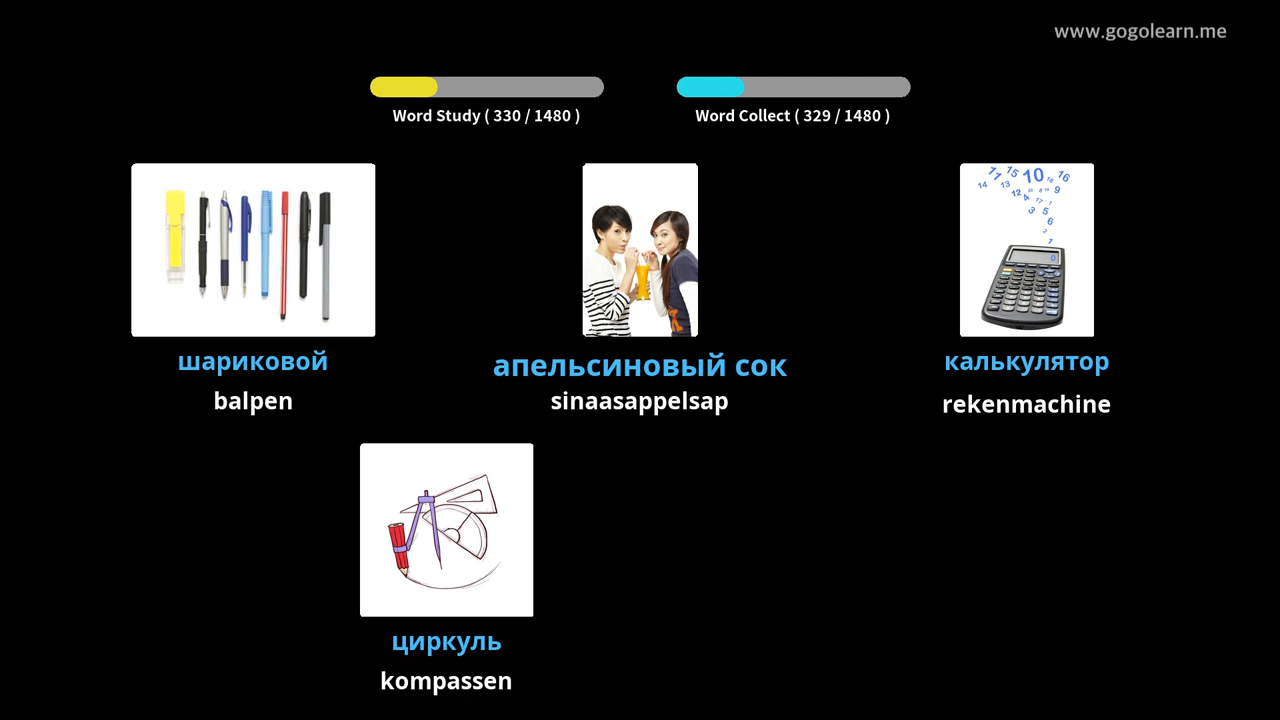 www.gogolearn.me
Word Study ( 330 / 1480 )
Word Collect ( 329 / 1480 )
шариковой
balpen
апельсиновый сок
sinaasappelsap
калькулятор
rekenmachine
циркуль
kompassen